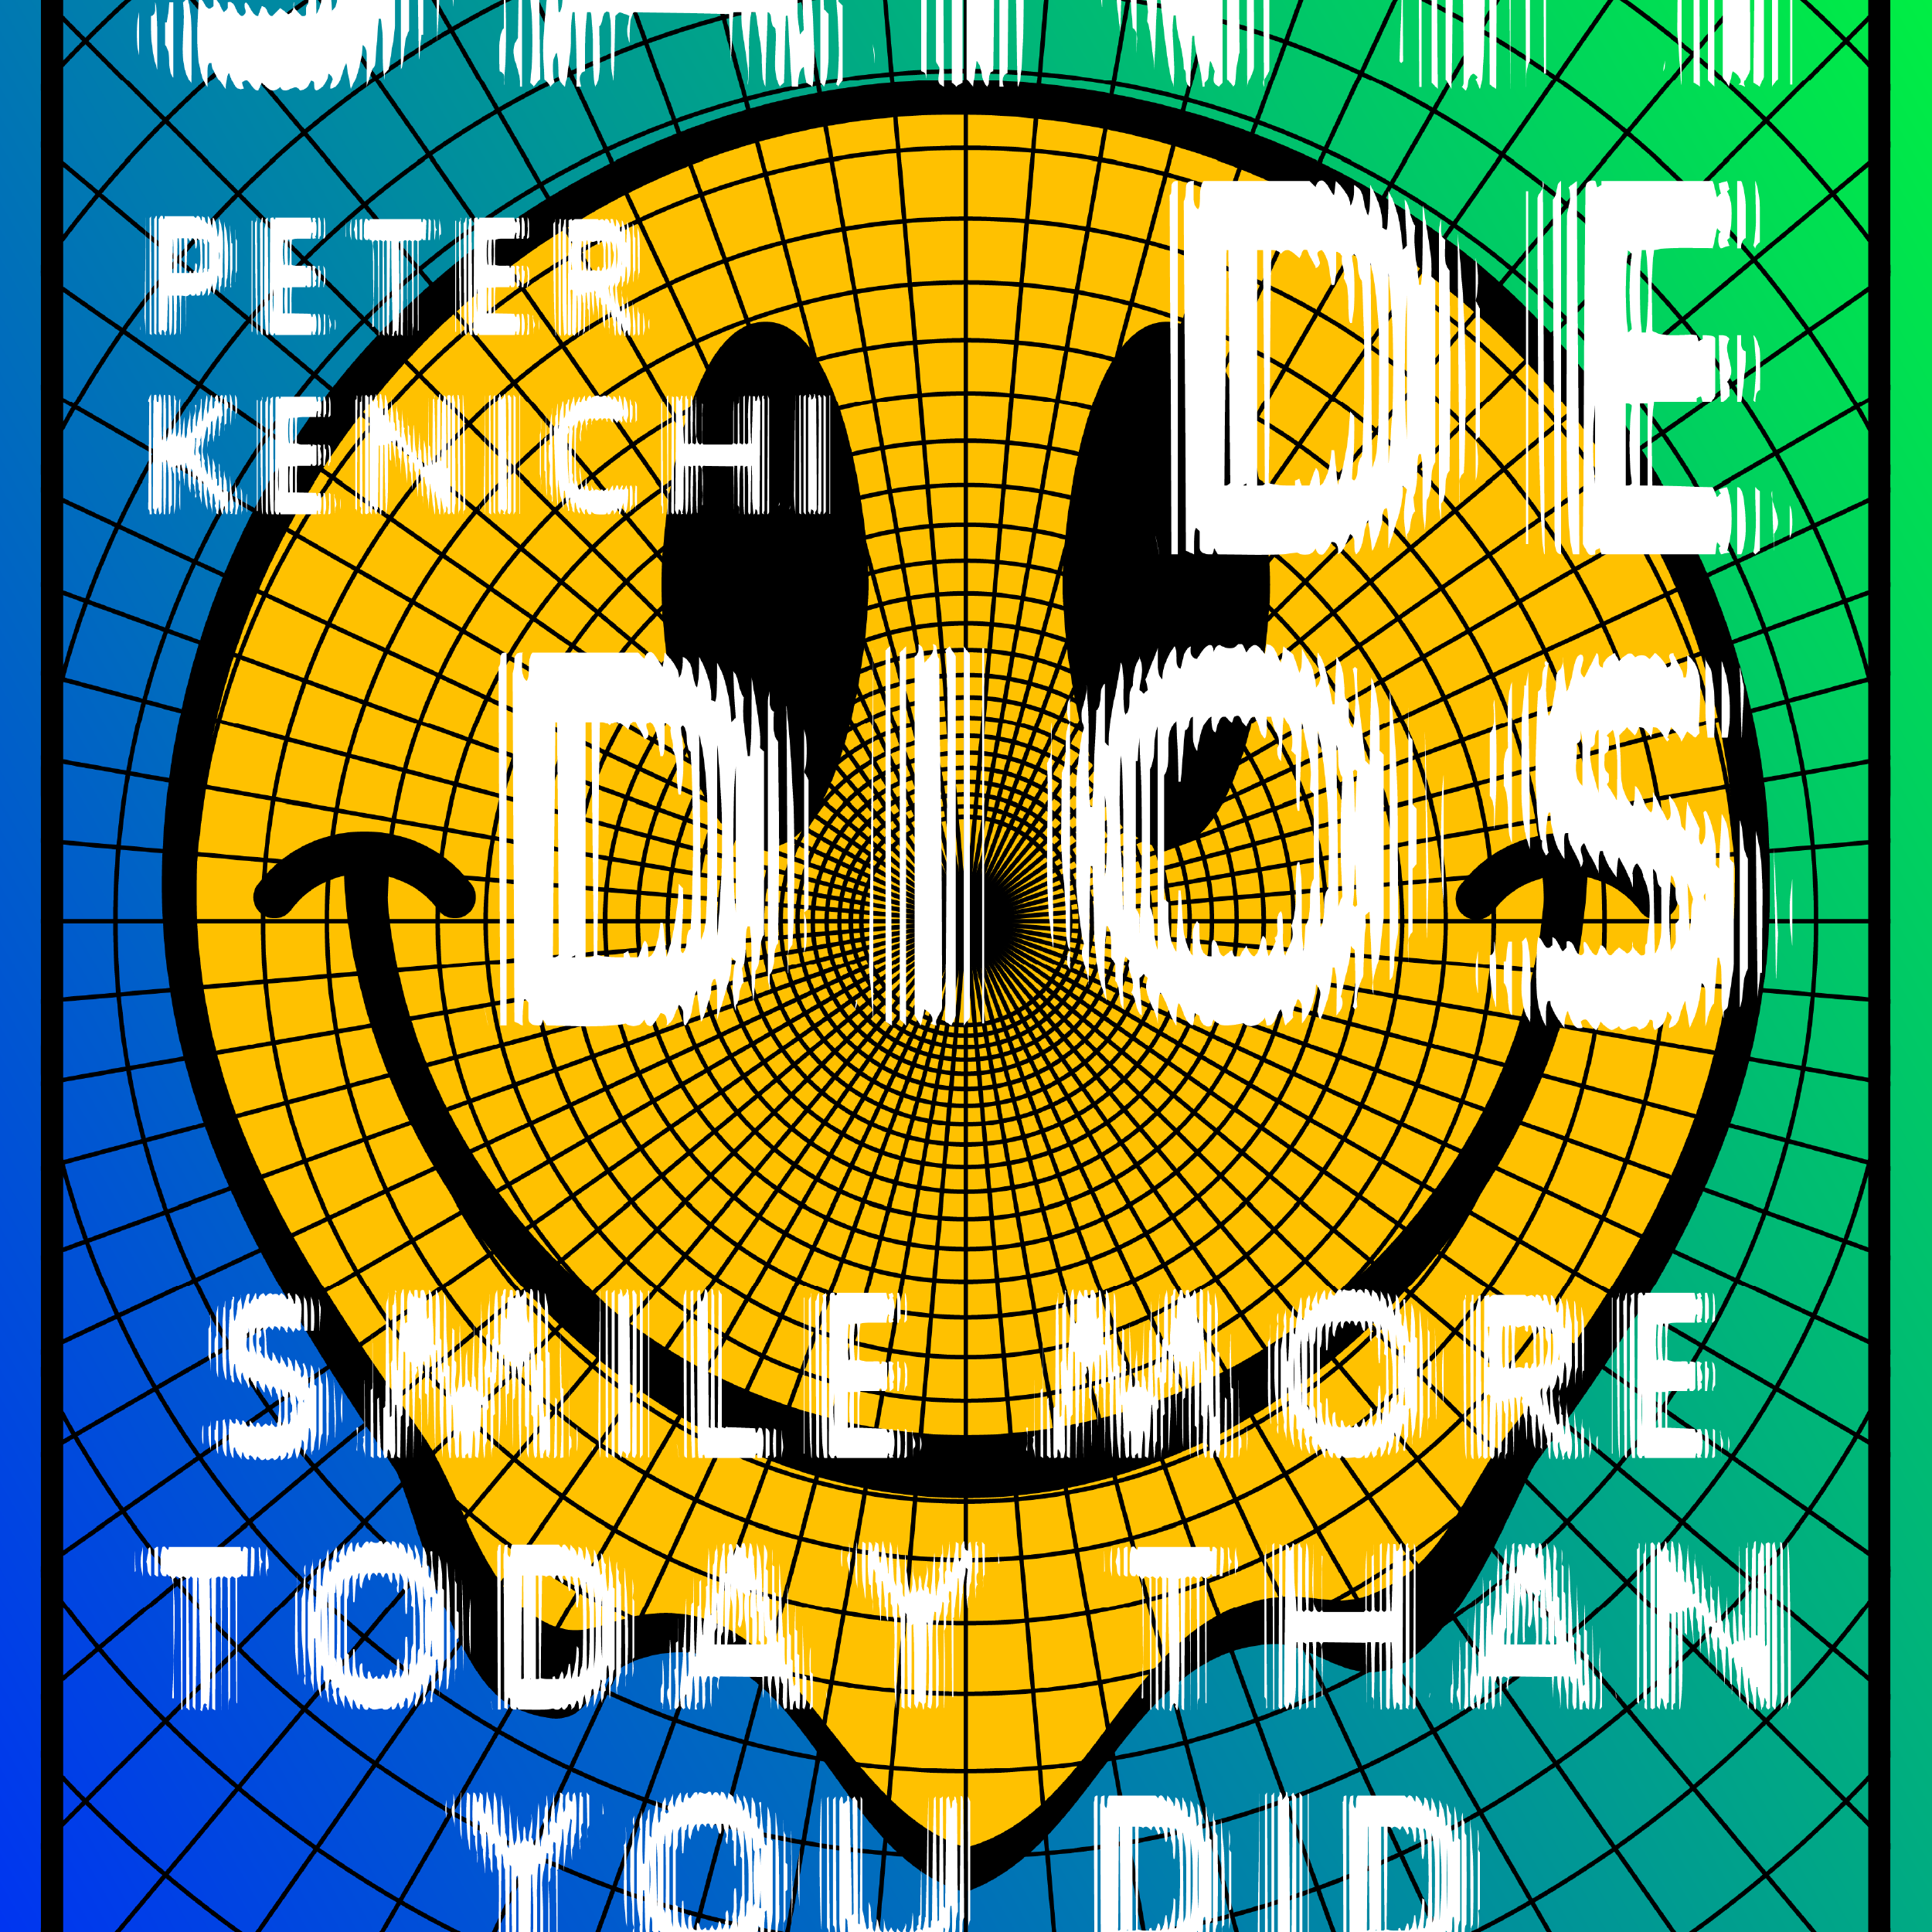 PETER
KENICHI
DE
DIOS
SMILE MORE
TODAY THAN
YOU DID